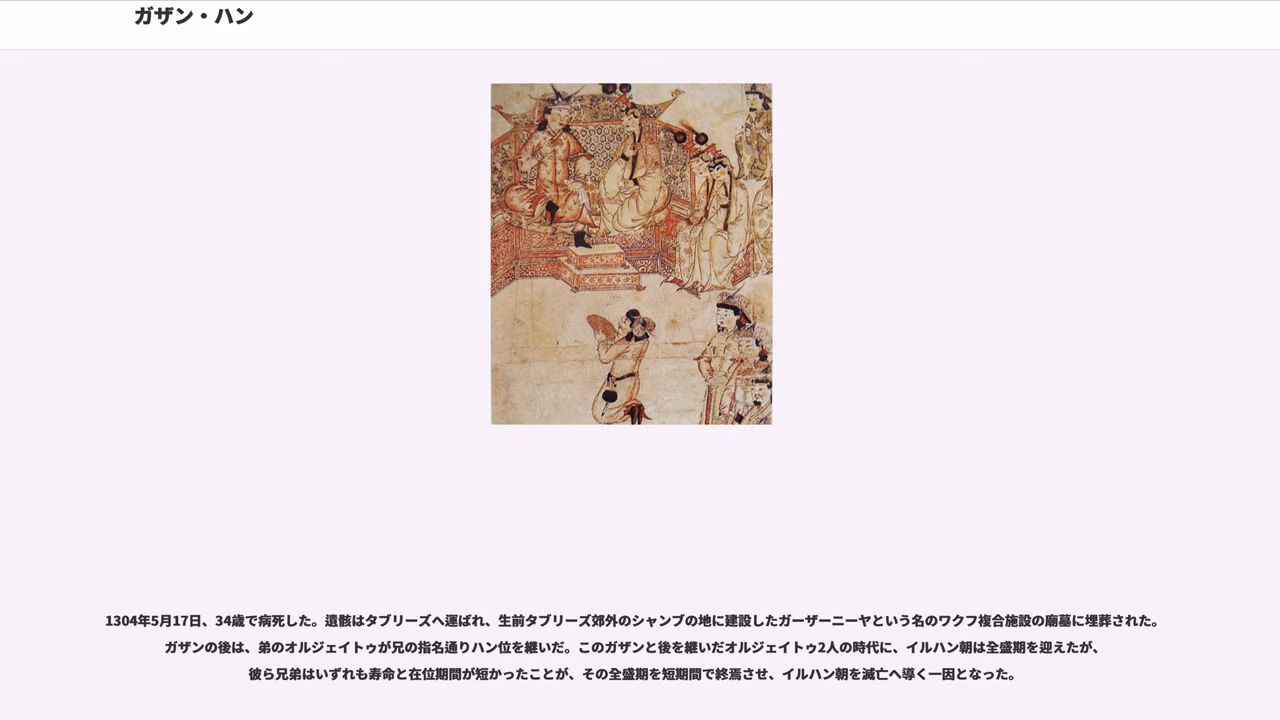 ガザン・ハン
1304年5月17日、34歳で病死した。遺骸はタブリーズへ運ばれ、生前タブリーズ郊外のシャンブの地に建設したガーザーニーヤという名のワクフ複合施設の廟墓に埋葬された。
ガザンの後は、弟のオルジェイトゥが兄の指名通りハン位を継いだ。このガザンと後を継いだオルジェイトゥ2人の時代に、イルハン朝は全盛期を迎えたが、
彼ら兄弟はいずれも寿命と在位期間が短かったことが、その全盛期を短期間で終焉させ、イルハン朝を滅亡へ導く一因となった。